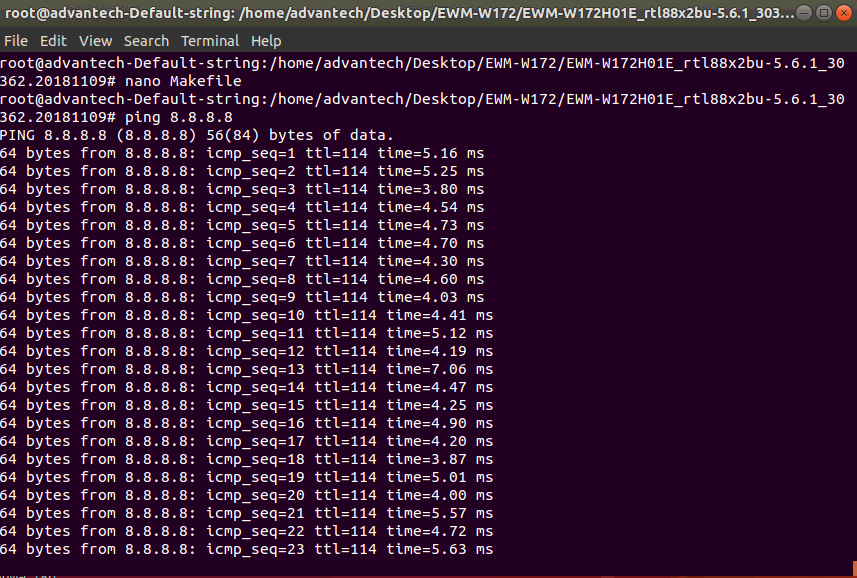 root@advantech-Default-string: /home/advantech/Desktop/EWM-W172/EWM-W172H01E_rtl88x2bu-5.6.1_303...
File Edit View Search Terminal Help
root@advantech-Default-string:/home/advantech/Desktop/EWM-W172/EWM-W172H01E_rtl88x2bu-5.6.1_30
362.20181109# nano Makefile
root@advantech-Default-string:/home/advantech/Desktop/EWM-W172/EWM-W172H01E_rtl88x2bu-5.6.1_30
362.20181109# ping 8.8.8.8
PING 8.8.8.8 (8.8.8.8) 56(84) bytes of data.
64 bytes from 8.8.8.8: icmp_seq=1 ttl=114 time=5.16 ms
64 bytes from 8.8.8.8: icmp_seq=2 ttl=114 time=5.25 ms
64 bytes from 8.8.8.8: icmp_seq=3 ttl=114 time=3.80 ms
64 bytes from 8.8.8.8: icmp_seq=4 ttl=114 time=4.54 ms
64 bytes from 8.8.8.8: icmp_seq=5 ttl=114 time=4.73 ms
64 bytes from 8.8.8.8: icmp_seq=6 ttl=114 time=4.70 ms
64 bytes from 8.8.8.8: icmp_seq=7 ttl=114 time=4.30 ms
64 bytes from 8.8.8.8: icmp_seq=8 ttl=114 time=4.60 ms
64 bytes from 8.8.8.8: icmp_seq=9 ttl=114 time=4.03 ms
64 bytes from 8.8.8.8: icmp_seq=10 ttl=114 time=4.41 ms
64 bytes from 8.8.8.8: icmp_seq=11 ttl=114 time=5.12 ms
64 bytes from 8.8.8.8: icmp_seq=12 ttl=114 time=4.19 ms
64 bytes from 8.8.8.8: icmp_seq=13 ttl=114 time=7.06 ms
64 bytes from 8.8.8.8: icmp_seq=14 ttl=114 time=4.47 ms
64 bytes from 8.8.8.8: icmp_seq=15 ttl=114 time=4.25 ms
64 bytes from 8.8.8.8: icmp_seq=16 ttl=114 time=4.90 ms
64 bytes from 8.8.8.8: icmp_seq=17 ttl=114 time=4.20 ms
64 bytes from 8.8.8.8: icmp_seq=18 ttl=114 time=3.87 ms
64 bytes from 8.8.8.8: icmp_seq=19 ttl=114 time=5.01 ms
64 bytes from 8.8.8.8: icmp_seq=20 ttl=114 time=4.00 ms
64 bytes from 8.8.8.8: icmp_seq=21 ttl=114 time=5.57 ms
64 bytes from 8.8.8.8: icmp_seq=22 ttl=114 time=4.72 ms
64 bytes from 8.8.8.8: icmp_seq=23 ttl=114 time=5.63 ms